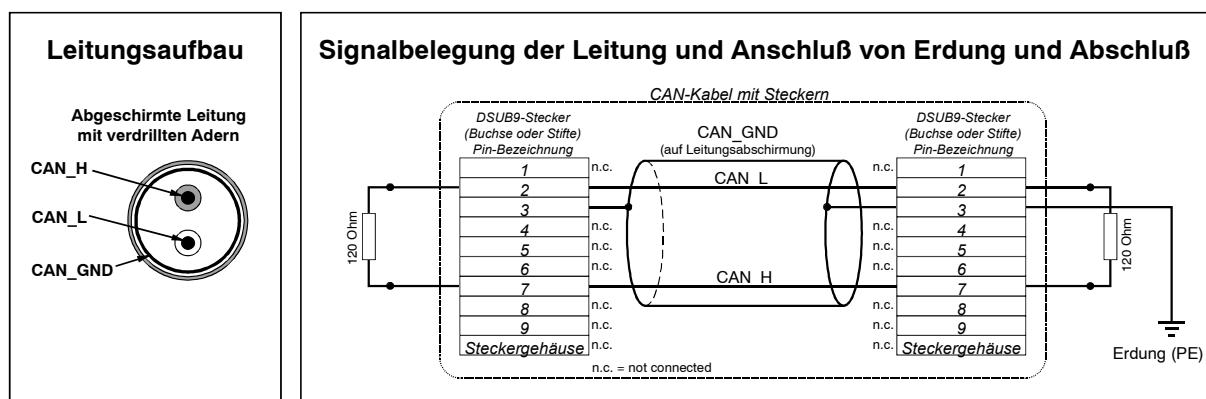 Leitungsaufbau
Abgeschirmte Leitung
mit verdrillten Adern
CAN_H
CAN_L
CAN_GND
Signalbelegung der Leitung und Anschluß von Erdung und Abschluß
CAN-Kabel mit Steckern
DSUB9-Stecker
(Buchse oder Stifte)
Pin-Bezeichnung
CAN_GND
(auf Leitungsabschirmung)
DSUB9-Stecker
(Buchse oder Stifte)
Pin-Bezeichnung
1 n.c. n.c. 1
2 CAN_L 2
3 3
4 n.c. n.c. 4
5 n.c. n.c. 5
6 n.c. n.c. 6
7 CAN_H 7
8 n.c. n.c. 8
9 n.c. n.c. 9
Steckergehäuse n.c. n.c. Steckergehäuse
120 Ohm
120 Ohm
n.c. = not connected
Erdung (PE)